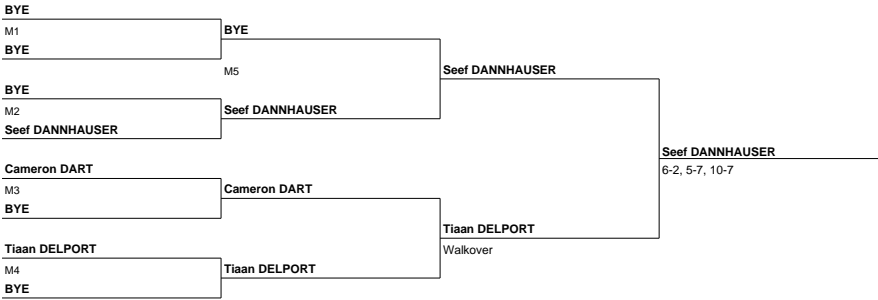 BYE
M1
BYE
BYE
M5
BYE
M2
Seef DANNHAUSER
Seef DANNHAUSER
Seef DANNHAUSER
Cameron DART
M3
BYE
Cameron DART
Tiaan DELPORT
M4
BYE
Tiaan DELPORT
Tiaan DELPORT
Walkover
Seef DANNHAUSER
6-2, 5-7, 10-7